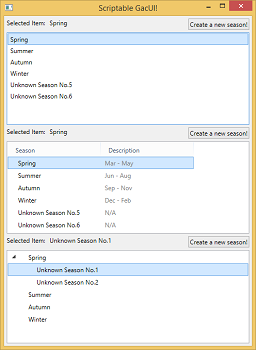 Scriptable GacUI!
Selected Item: Spring Create a new season!
Spring
Summer
Autumn
Winter
Unknown Season No.5
Unknown Season No.6
Selected Item: Spring Create a new season!
Season Description
Spring Mar - May
Summer Jun - Aug
Autumn Sep - Nov
Winter Dec - Feb
Unknown Season No.5 N/A
Unknown Season No.6 N/A
Selected Item: Unknown Season No.1 Create a new season!
Spring
Unknown Season No.1
Unknown Season No.2
Summer
Autumn
Winter